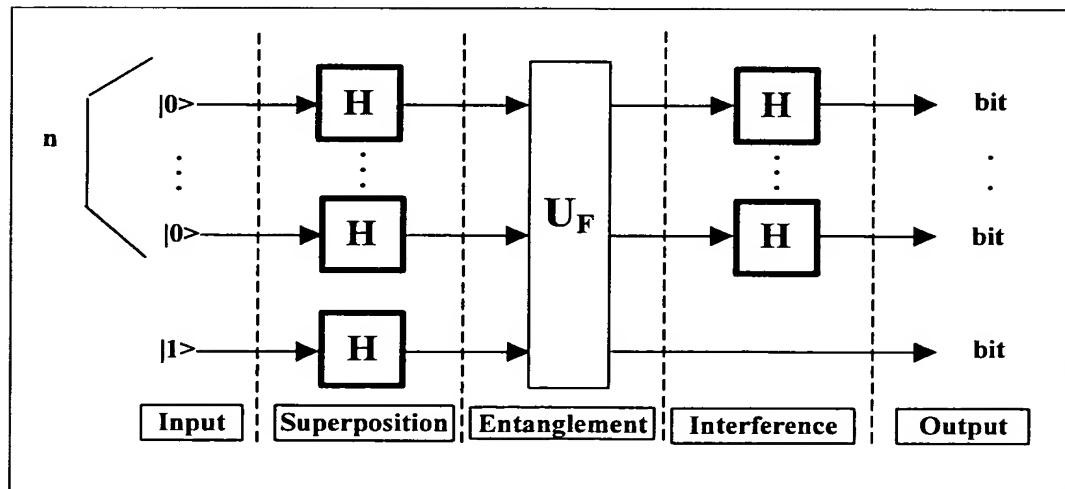 |0> H H bit
n
|0> H U_F H bit
|1> H bit
Input Superposition Entanglement Interference Output